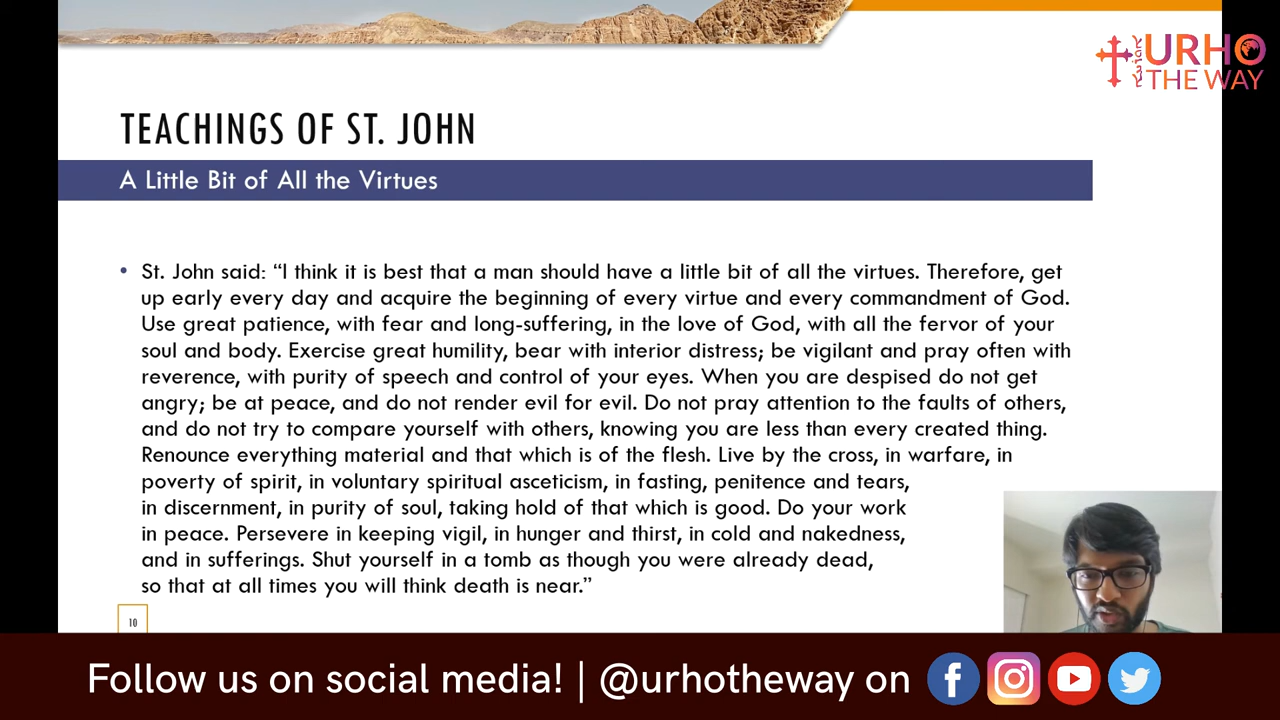 URHO
THE WAY
TEACHINGS OF ST. JOHN
A Little Bit of All the Virtues
• St. John said: “I think it is best that a man should have a little bit of all the virtues. Therefore, get
up early every day and acquire the beginning of every virtue and every commandment of God.
Use great patience, with fear and long-suffering, in the love of God, with all the fervor of your
soul and body. Exercise great humility, bear with interior distress; be vigilant and pray often with
reverence, with purity of speech and control of your eyes. When you are despised do not get
angry; be at peace, and do not render evil for evil. Do not pray attention to the faults of others,
and do not try to compare yourself with others, knowing you are less than every created thing.
Renounce everything material and that which is of the flesh. Live by the cross, in warfare, in
poverty of spirit, in voluntary spiritual asceticism, in fasting, penitence and tears,
in discernment, in purity of soul, taking hold of that which is good. Do your work
in peace. Persevere in keeping vigil, in hunger and thirst, in cold and nakedness,
and in sufferings. Shut yourself in a tomb as though you were already dead,
so that at all times you will think death is near.”
10
Follow us on social media! | @urhotheway on